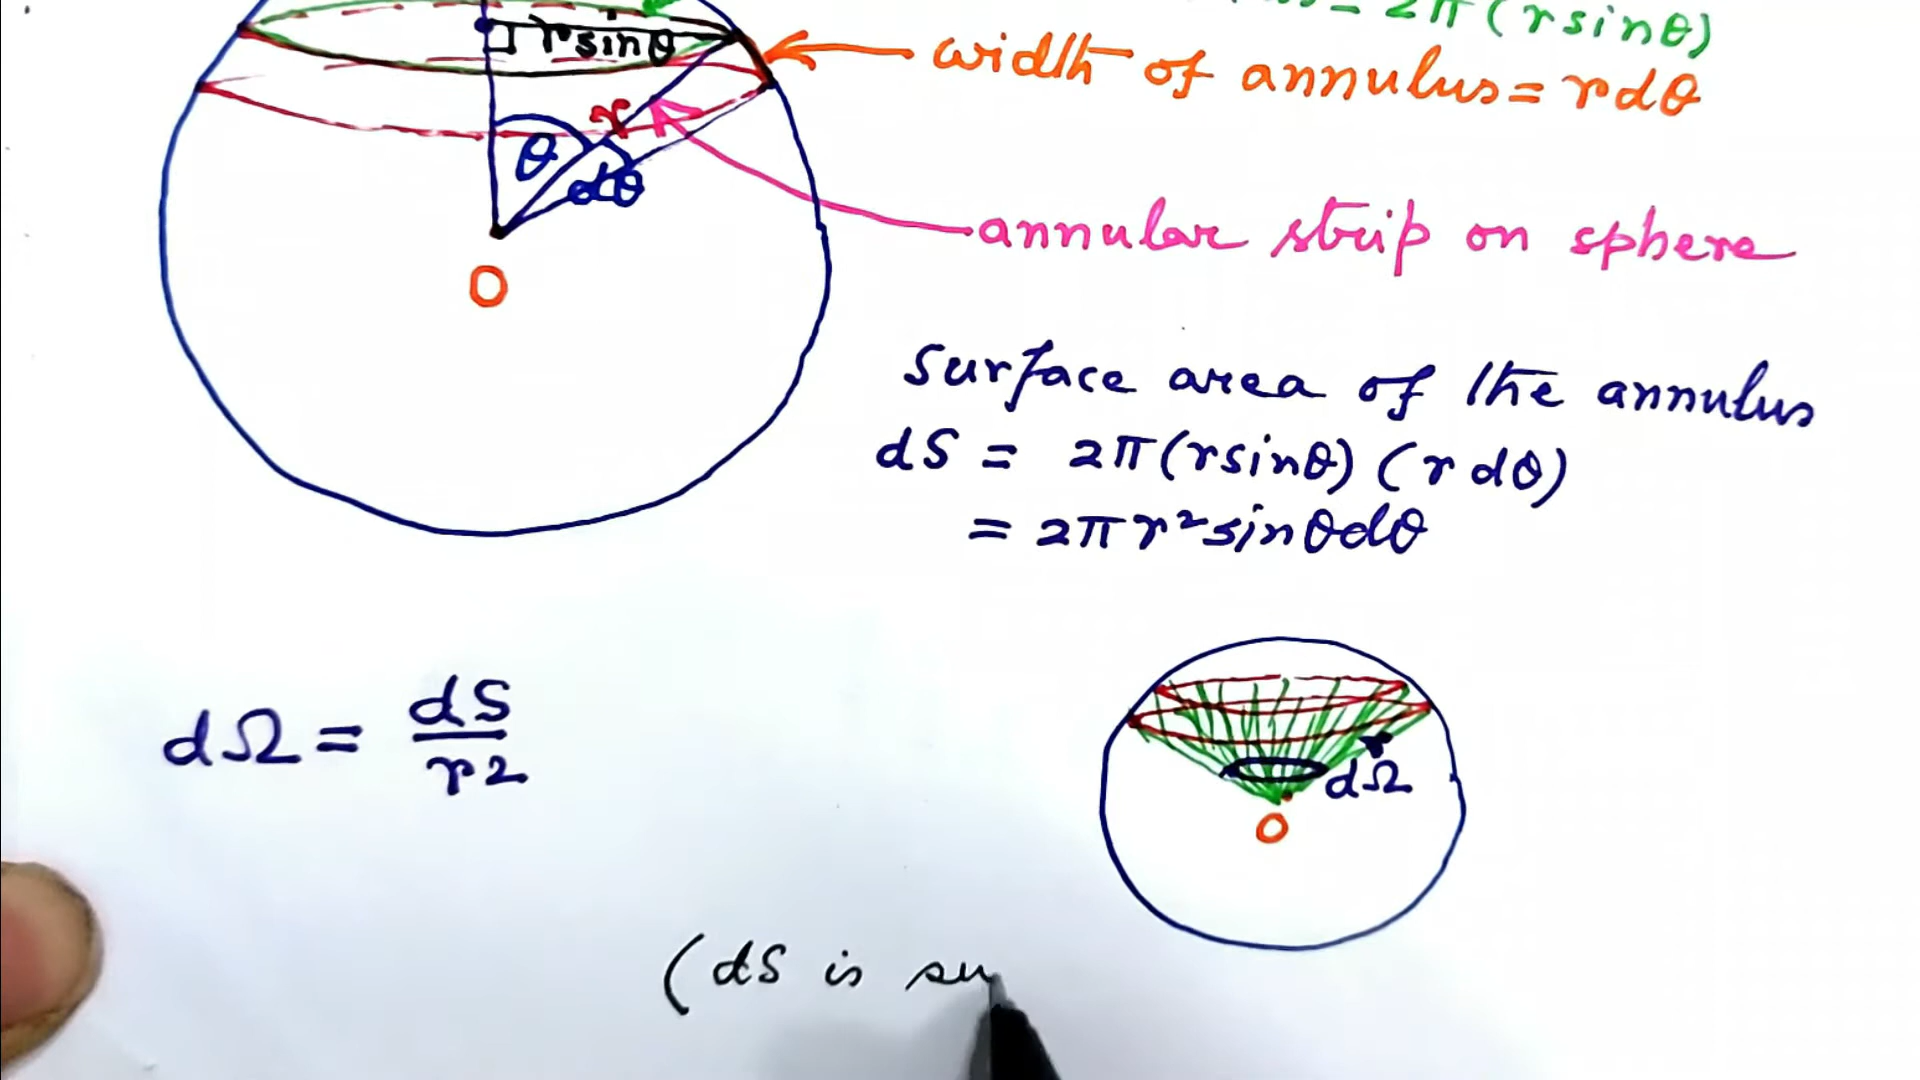 = 2π(rsinθ)
width of annulus = rdθ
rsinθ
r
θ
dθ
annular strip on sphere
O
surface area of the annulus
dS = 2π(rsinθ)(rdθ)
= 2πr²sinθdθ
dΩ = dS/r2
r
dΩ
O
(dS is su